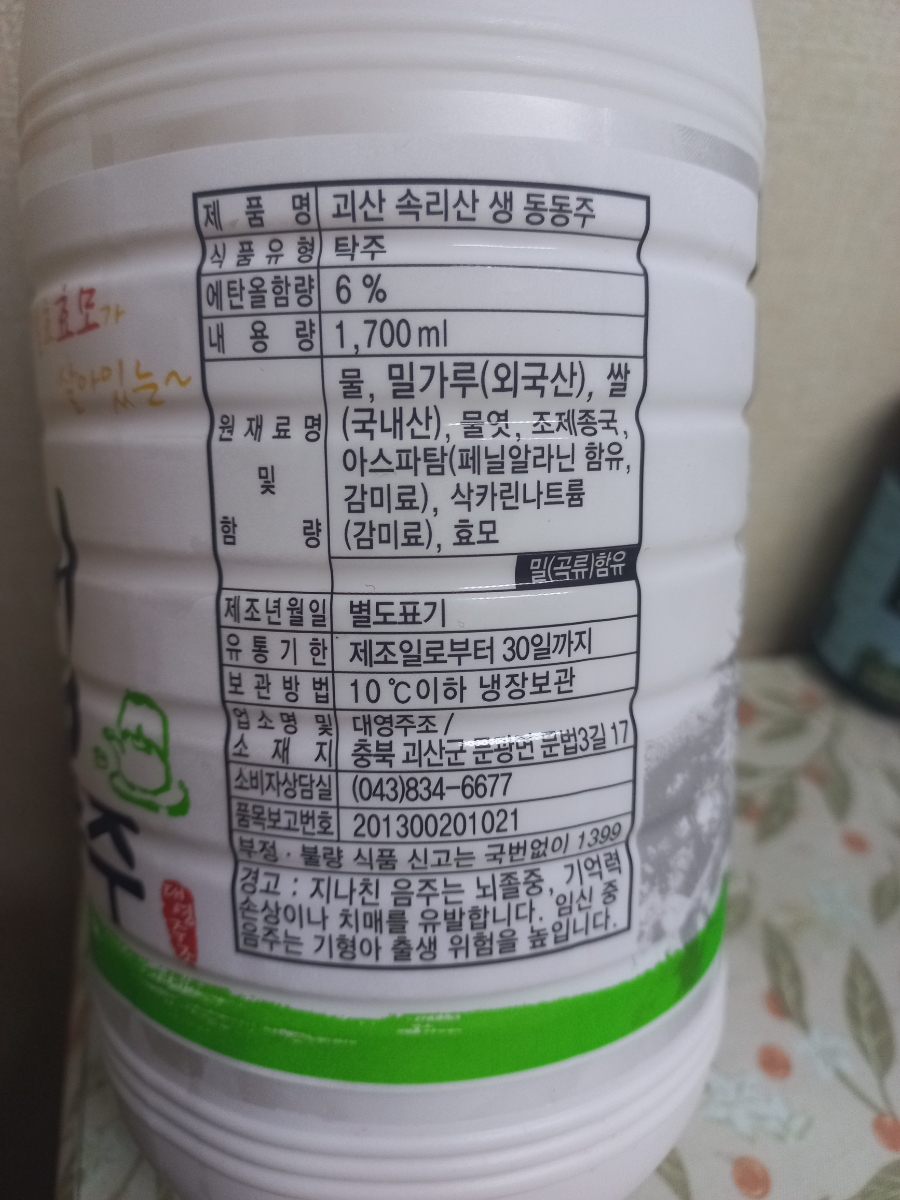 효모가
살아있는~
제품명 괴산 속리산 생 동동주
식품유형 탁주
에탄올함량 6 %
내용량 1,700 ml
원재료명 및 함량 물, 밀가루(외국산), 쌀
(국내산), 물엿, 조제종국,
아스파탐(페닐알라닌 함유,
감미료), 삭카린나트륨
(감미료), 효모
밀(곡류)함유
제조년월일 별도표기
유통기한 제조일로부터 30일까지
보관방법 10℃이하 냉장보관
업소명 및 소재지 대영주조 /
충북 괴산군 문광면 문법3길 17
소비자상담실 (043)834-6677
품목보고번호 201300201021
부정·불량 식품 신고는 국번없이 1399
경고 : 지나친 음주는 뇌졸중, 기억력
손상이나 치매를 유발합니다. 임신 중
음주는 기형아 출생 위험을 높입니다.
주
대영주조